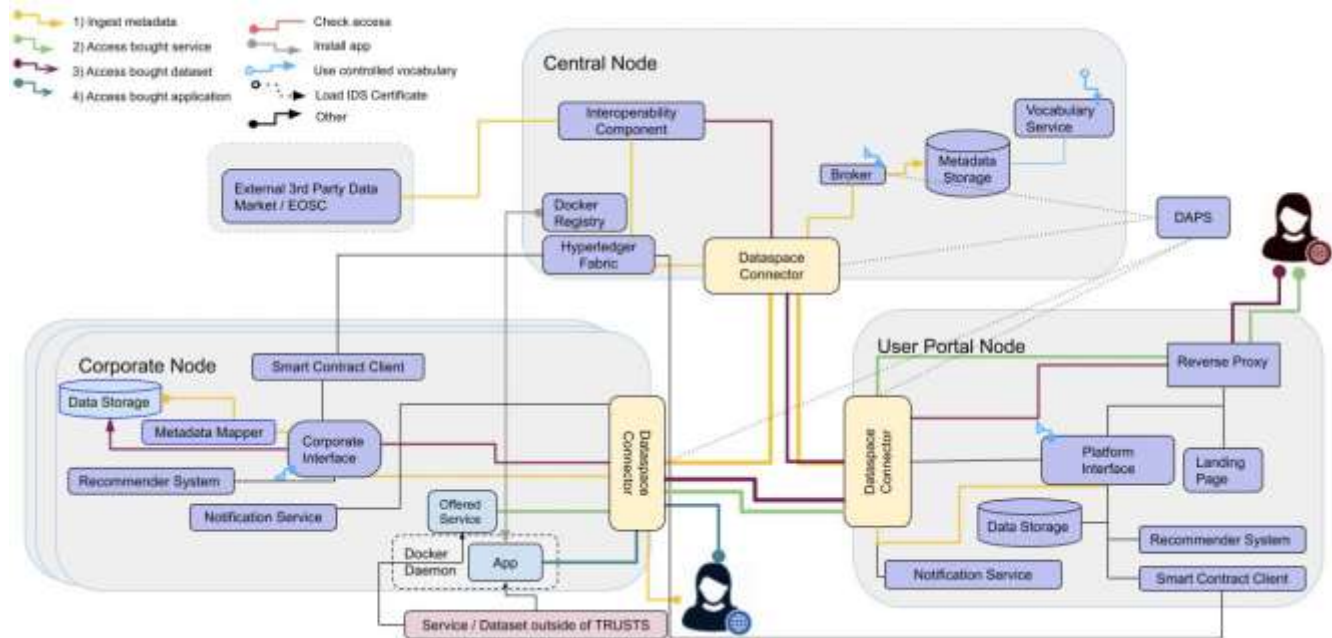 1) Ingest metadata
2) Access bought service
3) Access bought dataset
4) Access bought application
Check access
Install app
Use controlled vocabulary
Load IDS Certificate
Other
Central Node
Interoperability
Component
Vocabulary
Service
Broker
Metadata
Storage
External 3rd Party Data
Market / EOSC
Docker
Registry
Hyperledger
Fabric
Dataspace
Connector
DAPS
Corporate Node
Smart Contract Client
Data Storage
Metadata Mapper
Corporate
Interface
Recommender System
Notification Service
Offered
Service
Docker
Daemon
App
Dataspace
Connector
Service / Dataset outside of TRUSTS
User Portal Node
Reverse Proxy
Dataspace
Connector
Platform
Interface
Landing
Page
Data Storage
Recommender System
Notification Service
Smart Contract Client